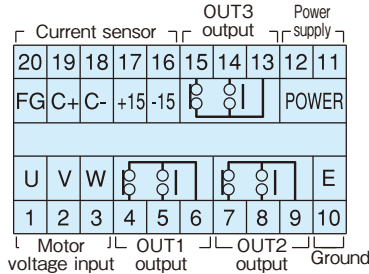 OUT3 Power
Current sensor output supply
20 19 18 17 16 15 14 13 12 11
FG C+ C- +15 -15 POWER
U V W E
1 2 3 4 5 6 7 8 9 10
Motor OUT1 OUT2 Ground
voltage input output output